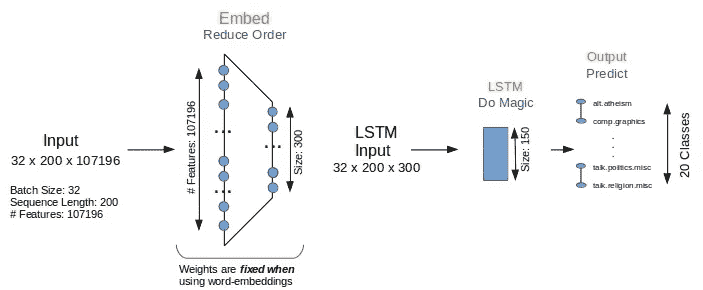 Embed
Reduce Order
Input
32 x 200 x 107196
Batch Size: 32
Sequence Length: 200
# Features: 107196
# Features: 107196
...
...
...
Size: 300
Weights are fixed when
using word-embeddings
LSTM
Input
32 x 200 x 300
LSTM
Do Magic
Size: 150
Output
Predict
alt.atheism
comp.graphics
.
.
.
talk.politics.misc
talk.religion.misc
20 Classes